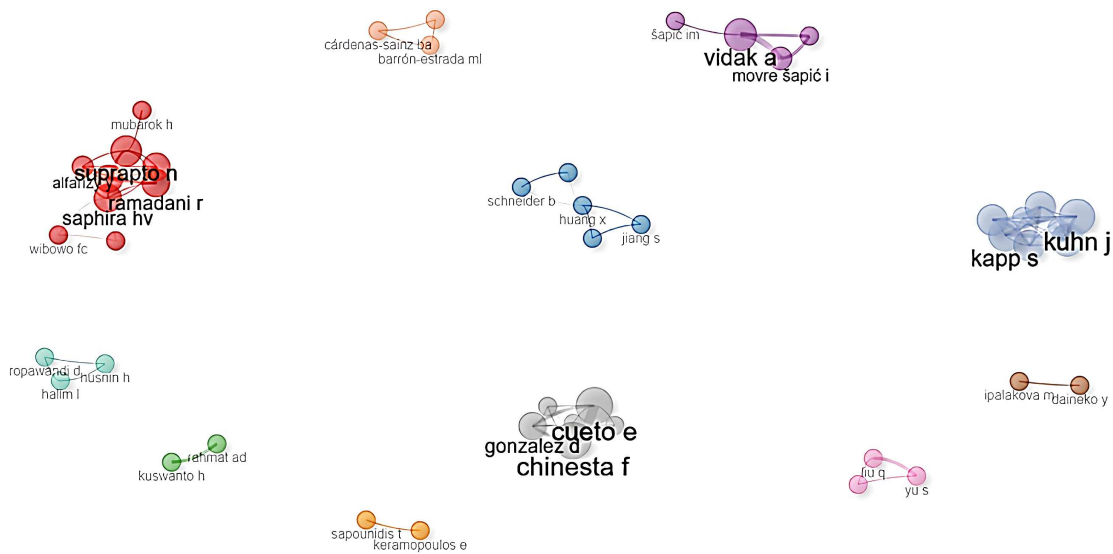 šapić im
cárdenas-sainz ba
barrón-estrada ml
vidak a
movre šapić i
mubarok h
suprapto n
alfarizy y
ramadani r
saphira hv
wibowo fc
schneider b
huang x
jiang s
kuhn j
kapp s
ropawandi d
husnin h
halim l
ipalakova m
daineko y
cueto e
gonzalez d
chinesta f
rahmat ad
kuswanto h
liu q
yu s
sapounidis t
keramopoulos e